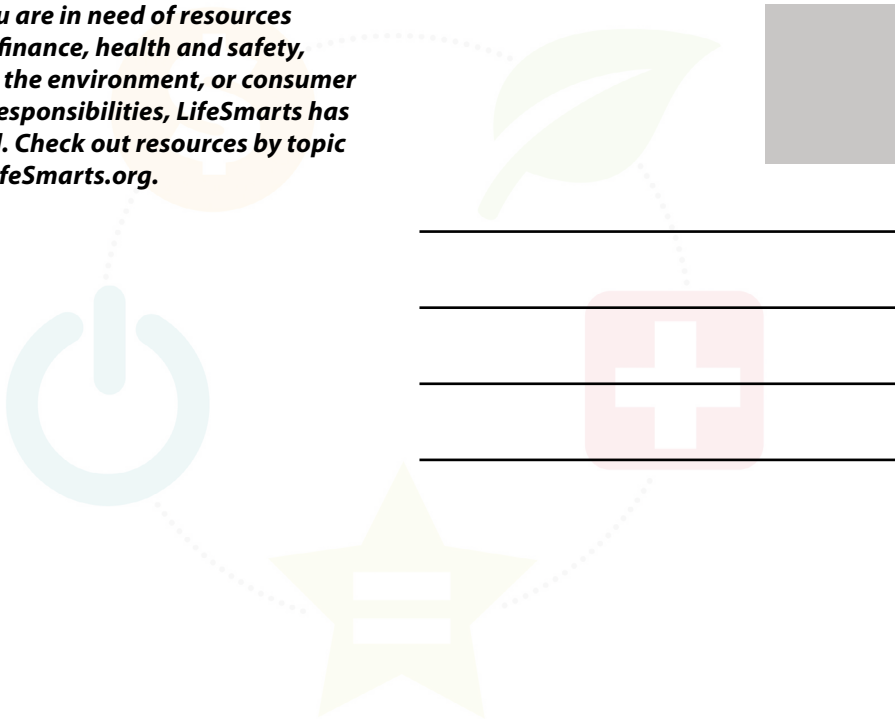 u are in need of resources
finance, health and safety,
the environment, or consumer
esponsibilities, LifeSmarts has
. Check out resources by topic
feSmarts.org.